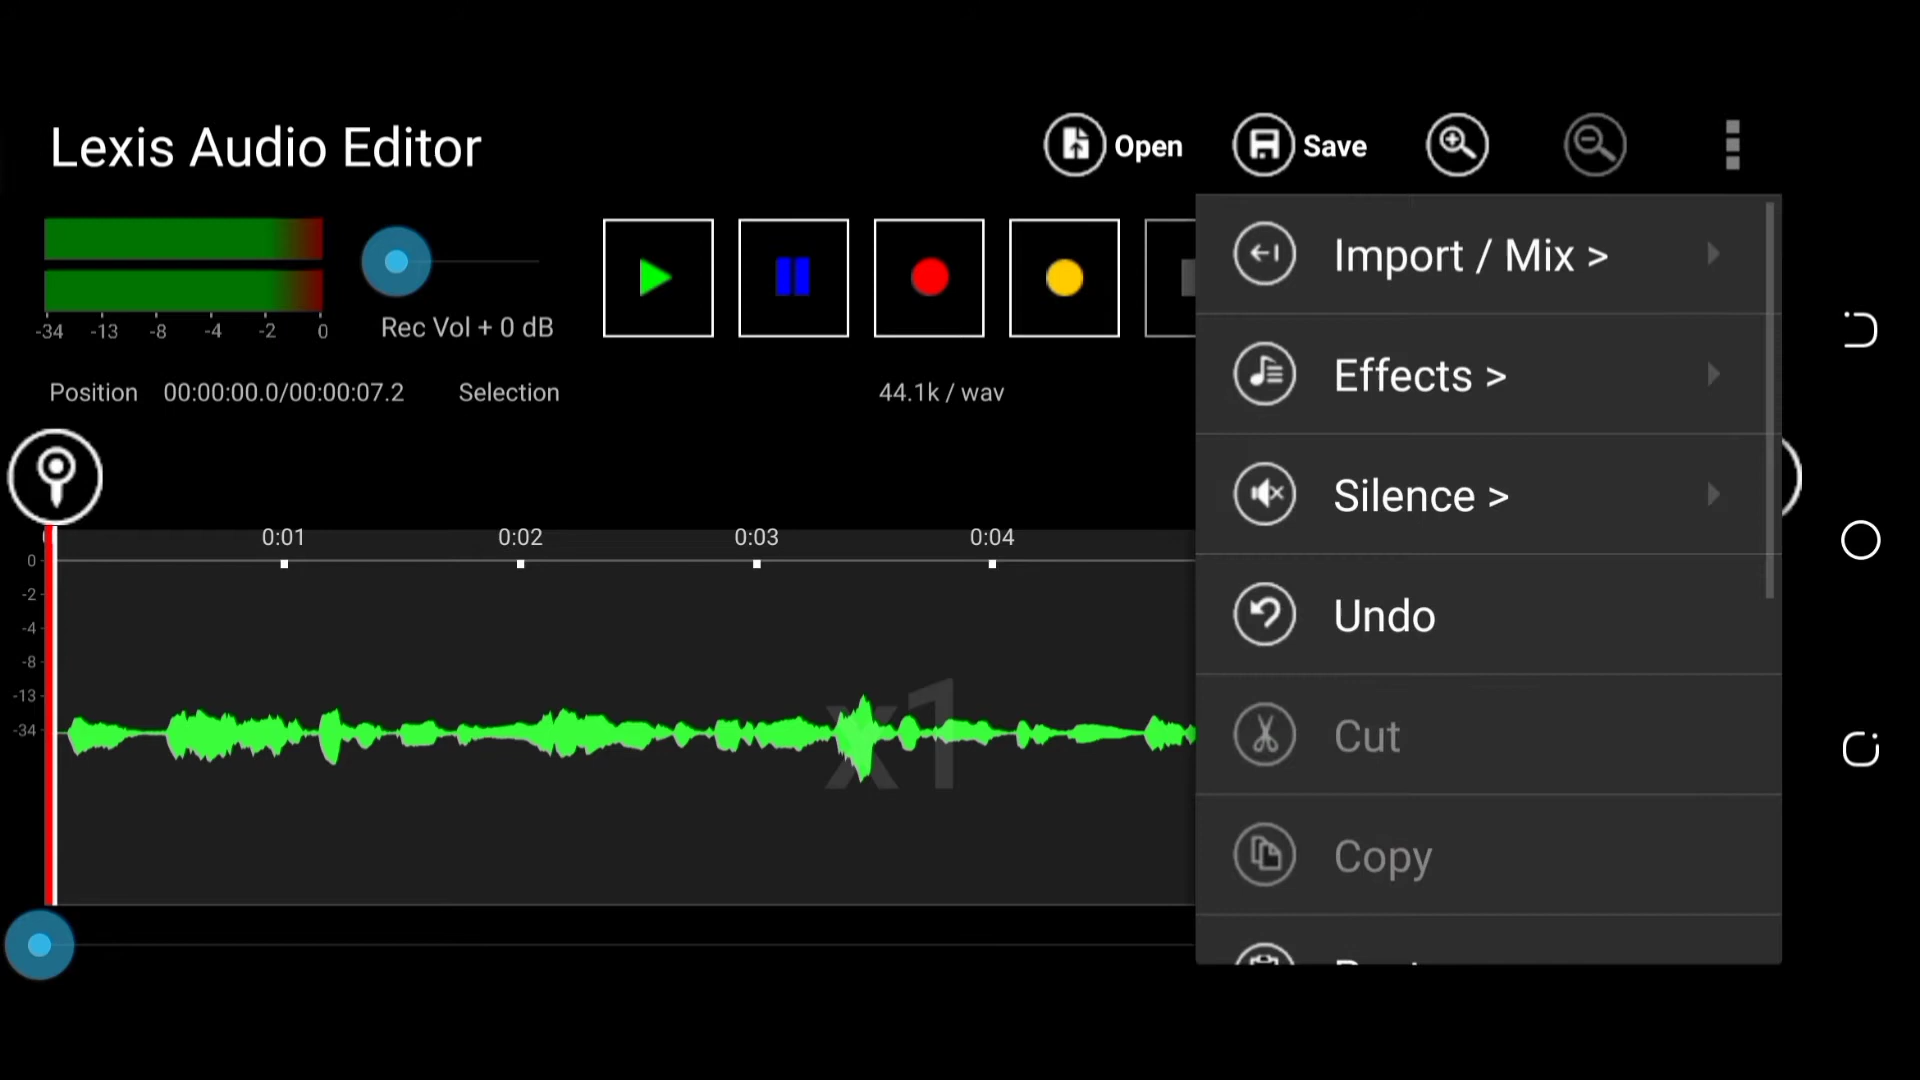 Lexis Audio Editor
Open
Save
-34 -13 -8 -4 -2 0
Rec Vol + 0 dB
Position 00:00:00.0/00:00:07.2 Selection 44.1k / wav
0:01 0:02 0:03 0:04
0
-2
-4
-8
-13
-34
x1
Import / Mix >
Effects >
Silence >
Undo
Cut
Copy